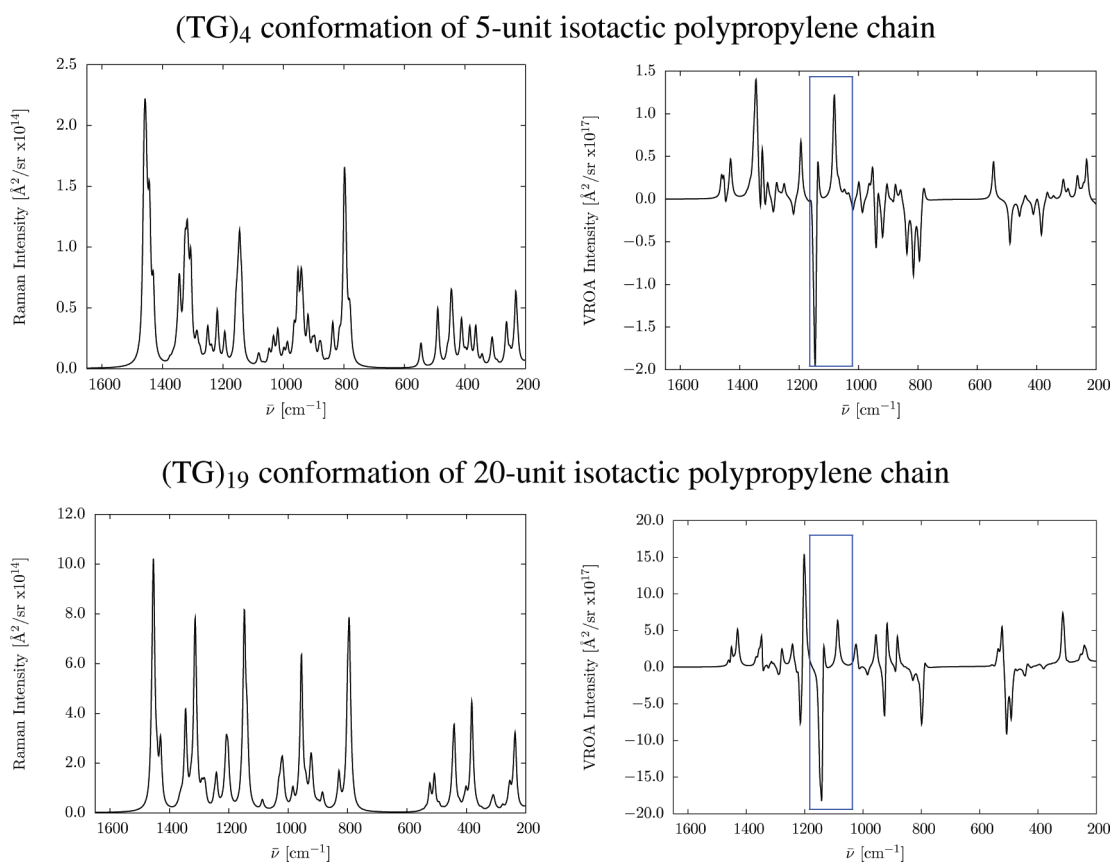 (TG)₄ conformation of 5-unit isotactic polypropylene chain
Raman Intensity [Å²/sr x10¹⁴]
2.5
2.0
1.5
1.0
0.5
0.0
1600 1400 1200 1000 800 600 400 200
ν̄ [cm⁻¹]
VROA Intensity [Å²/sr x10¹⁷]
1.5
1.0
0.5
0.0
−0.5
−1.0
−1.5
−2.0
1600 1400 1200 1000 800 600 400 200
ν̄ [cm⁻¹]
(TG)₁₉ conformation of 20-unit isotactic polypropylene chain
Raman Intensity [Å²/sr x10¹⁴]
12.0
10.0
8.0
6.0
4.0
2.0
0.0
1600 1400 1200 1000 800 600 400 200
ν̄ [cm⁻¹]
VROA Intensity [Å²/sr x10¹⁷]
20.0
15.0
10.0
5.0
0.0
−5.0
−10.0
−15.0
−20.0
1600 1400 1200 1000 800 600 400 200
ν̄ [cm⁻¹]